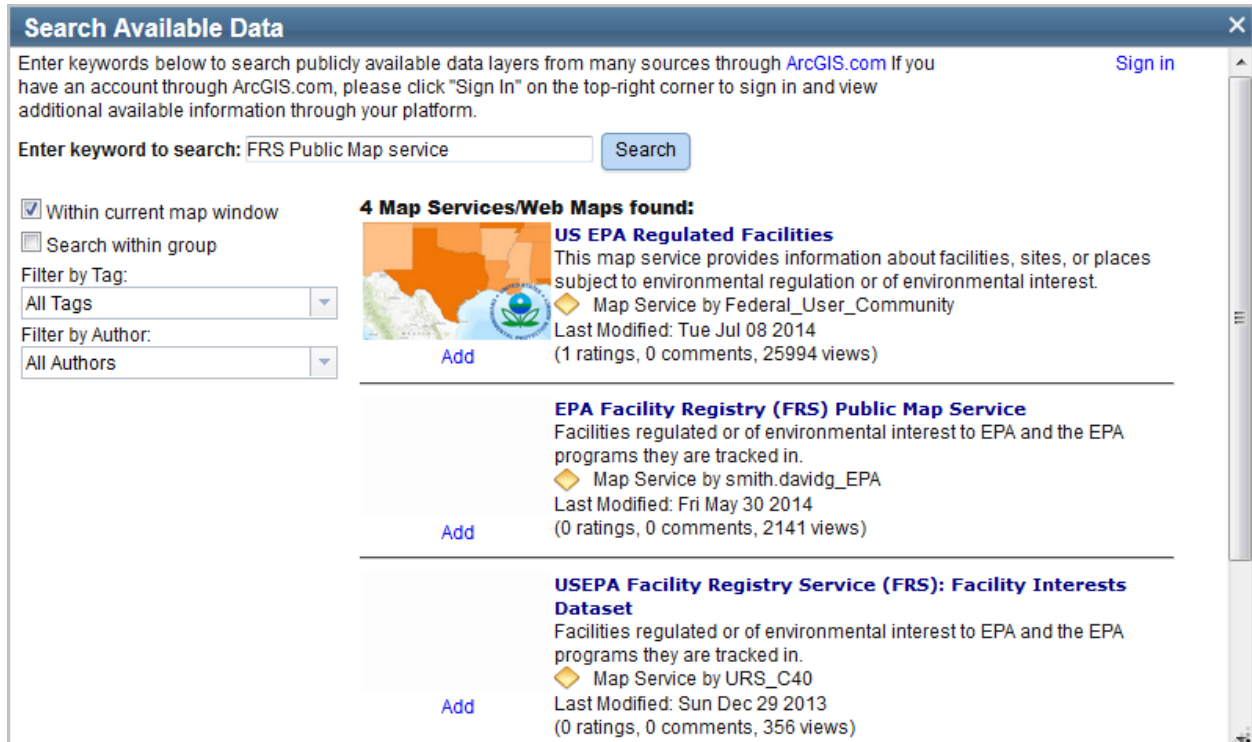 Search Available Data
Enter keywords below to search publicly available data layers from many sources through ArcGIS.com If you
have an account through ArcGIS.com, please click "Sign In" on the top-right corner to sign in and view
additional available information through your platform.
Sign in
Enter keyword to search: FRS Public Map service Search
Within current map window
Search within group
Filter by Tag:
All Tags
Filter by Author:
All Authors
4 Map Services/Web Maps found:
US EPA Regulated Facilities
This map service provides information about facilities, sites, or places
subject to environmental regulation or of environmental interest.
Map Service by Federal_User_Community
Last Modified: Tue Jul 08 2014
(1 ratings, 0 comments, 25994 views)
Add
EPA Facility Registry (FRS) Public Map Service
Facilities regulated or of environmental interest to EPA and the EPA
programs they are tracked in.
Map Service by smith.davidg_EPA
Last Modified: Fri May 30 2014
(0 ratings, 0 comments, 2141 views)
Add
USEPA Facility Registry Service (FRS): Facility Interests
Dataset
Facilities regulated or of environmental interest to EPA and the EPA
programs they are tracked in.
Map Service by URS_C40
Last Modified: Sun Dec 29 2013
(0 ratings, 0 comments, 356 views)
Add